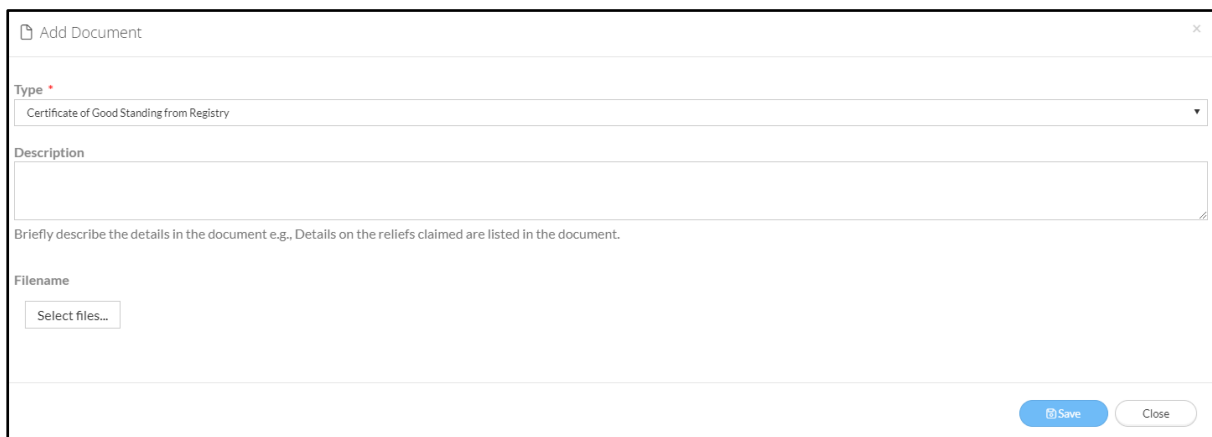 Add Document
×
Type *
Certificate of Good Standing from Registry
Description
Briefly describe the details in the document e.g., Details on the reliefs claimed are listed in the document.
Filename
Select files...
Save Close